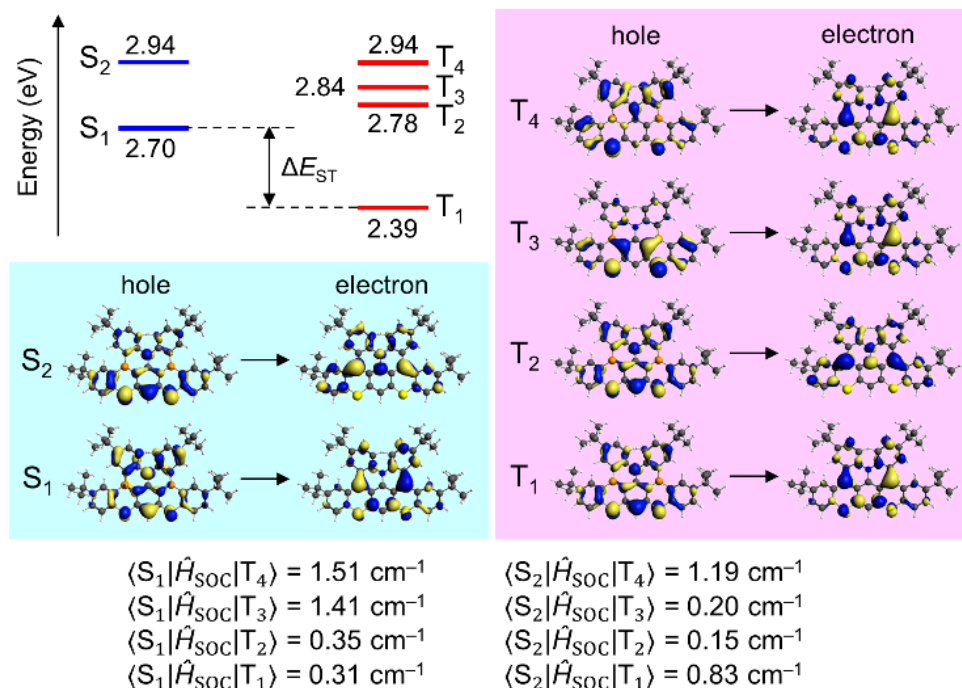 Energy (eV)
S2 2.94
S1 2.70
ΔEST
2.94 T4
2.84 T3
2.78 T2
2.39 T1
hole electron
S2
S1
hole electron
T4
T3
T2
T1
⟨S₁|ĤSOC|T₄⟩ = 1.51 cm⁻¹
⟨S₁|ĤSOC|T₃⟩ = 1.41 cm⁻¹
⟨S₁|ĤSOC|T₂⟩ = 0.35 cm⁻¹
⟨S₁|ĤSOC|T₁⟩ = 0.31 cm⁻¹
⟨S₂|ĤSOC|T₄⟩ = 1.19 cm⁻¹
⟨S₂|ĤSOC|T₃⟩ = 0.20 cm⁻¹
⟨S₂|ĤSOC|T₂⟩ = 0.15 cm⁻¹
⟨S₂|ĤSOC|T₁⟩ = 0.83 cm⁻¹